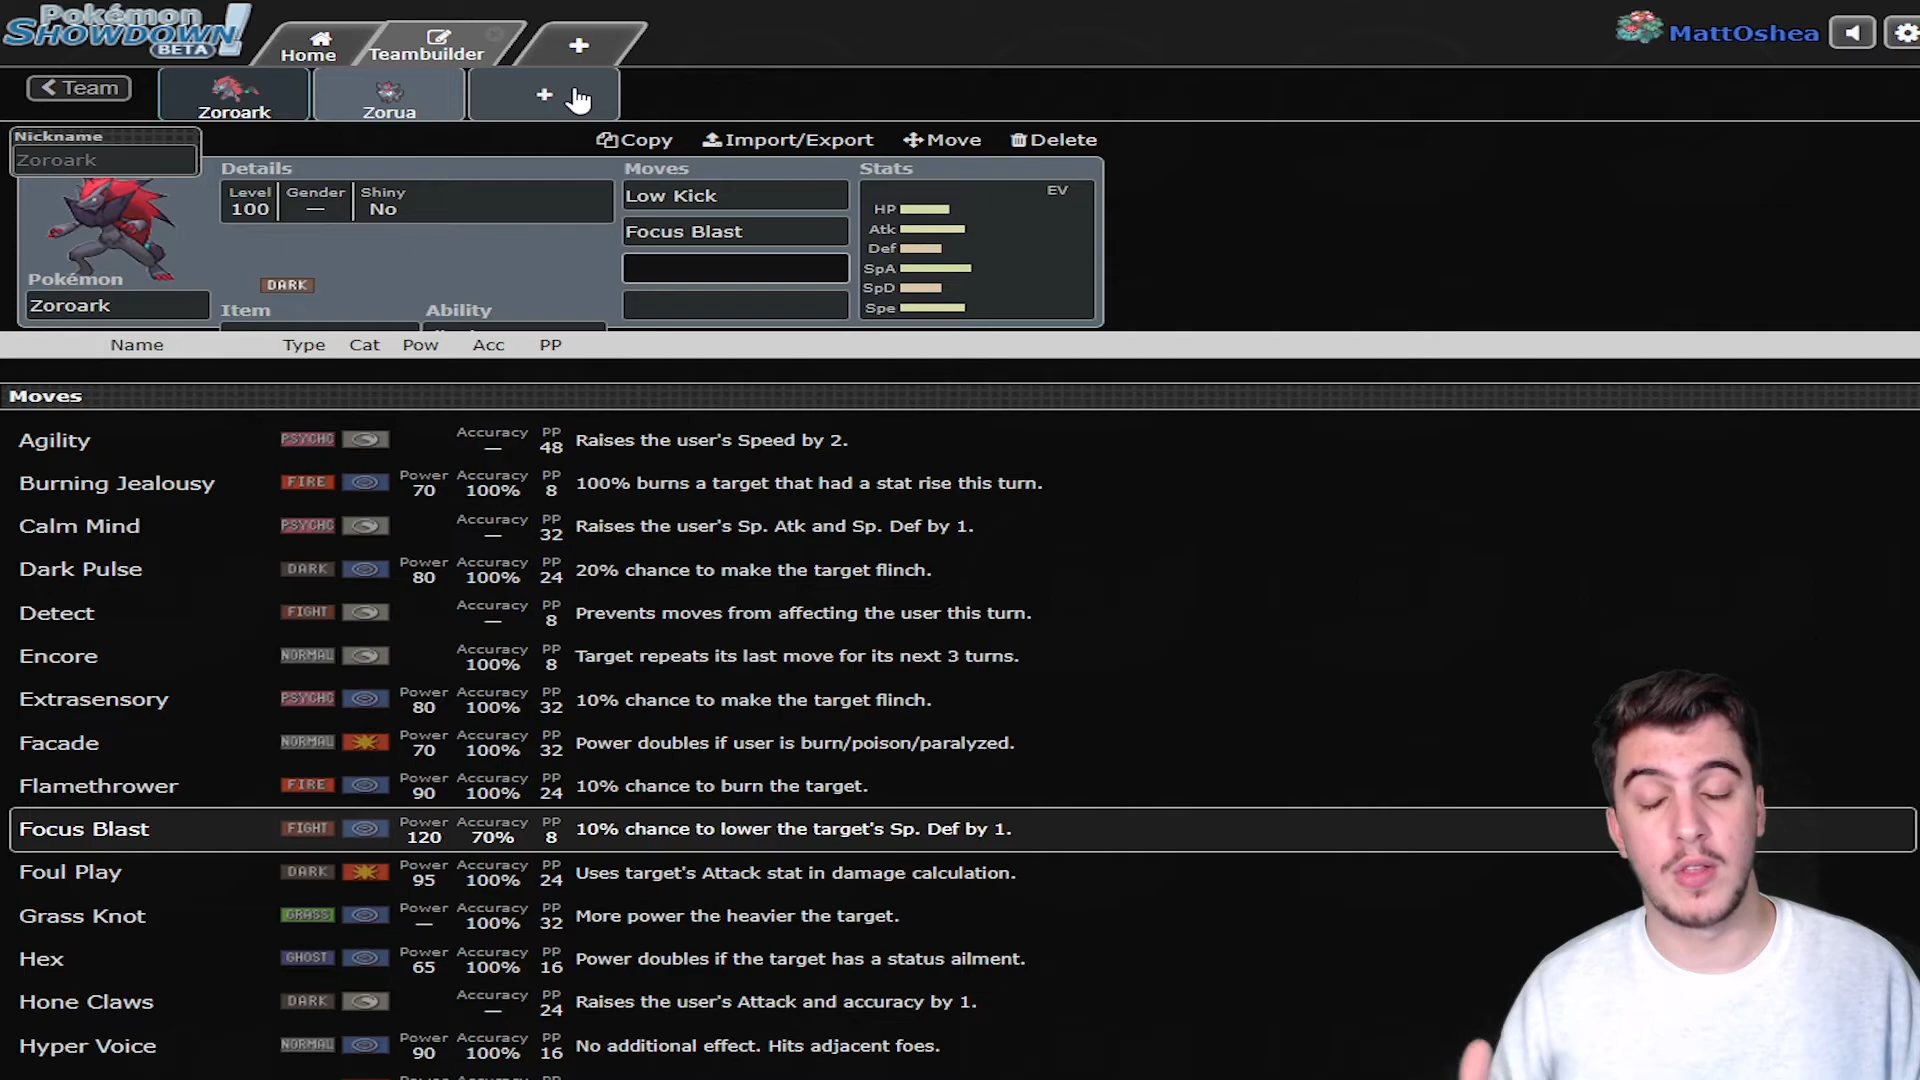 Pokémon
SHOWDOWN!
BETA
Home
Teambuilder
+
MattOshea
< Team
Zoroark
Zorua
+
Nickname
Zoroark
Copy
Import/Export
Move
Delete
Details
Level
100
Gender
—
Shiny
No
DARK
Pokémon
Zoroark
Item
Ability
Moves
Low Kick
Focus Blast
Stats
EV
HP
Atk
Def
SpA
SpD
Spe
Name Type Cat Pow Acc PP
Moves
Agility PSYCHC Accuracy — PP 48 Raises the user's Speed by 2.
Burning Jealousy FIRE Power 70 Accuracy 100% PP 8 100% burns a target that had a stat rise this turn.
Calm Mind PSYCHC Accuracy — PP 32 Raises the user's Sp. Atk and Sp. Def by 1.
Dark Pulse DARK Power 80 Accuracy 100% PP 24 20% chance to make the target flinch.
Detect FIGHT Accuracy — PP 8 Prevents moves from affecting the user this turn.
Encore NORMAL Accuracy 100% PP 8 Target repeats its last move for its next 3 turns.
Extrasensory PSYCHC Power 80 Accuracy 100% PP 32 10% chance to make the target flinch.
Facade NORMAL Power 70 Accuracy 100% PP 32 Power doubles if user is burn/poison/paralyzed.
Flamethrower FIRE Power 90 Accuracy 100% PP 24 10% chance to burn the target.
Focus Blast FIGHT Power 120 Accuracy 70% PP 8 10% chance to lower the target's Sp. Def by 1.
Foul Play DARK Power 95 Accuracy 100% PP 24 Uses target's Attack stat in damage calculation.
Grass Knot GRASS Power — Accuracy 100% PP 32 More power the heavier the target.
Hex GHOST Power 65 Accuracy 100% PP 16 Power doubles if the target has a status ailment.
Hone Claws DARK Accuracy — PP 24 Raises the user's Attack and accuracy by 1.
Hyper Voice NORMAL Power 90 Accuracy 100% PP 16 No additional effect. Hits adjacent foes.